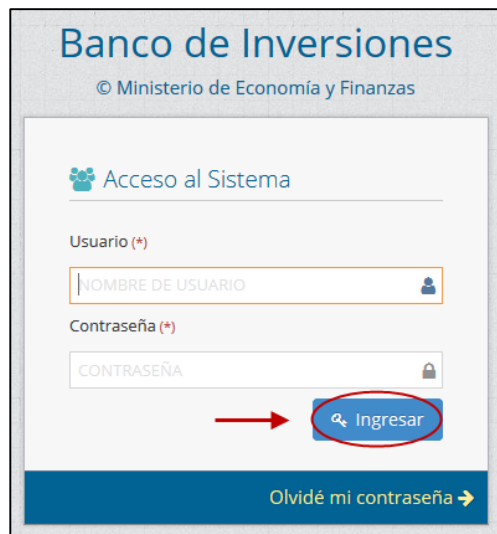 Banco de Inversiones
© Ministerio de Economía y Finanzas
Acceso al Sistema
Usuario (*)
NOMBRE DE USUARIO
Contraseña (*)
CONTRASEÑA
Ingresar
Olvidé mi contraseña